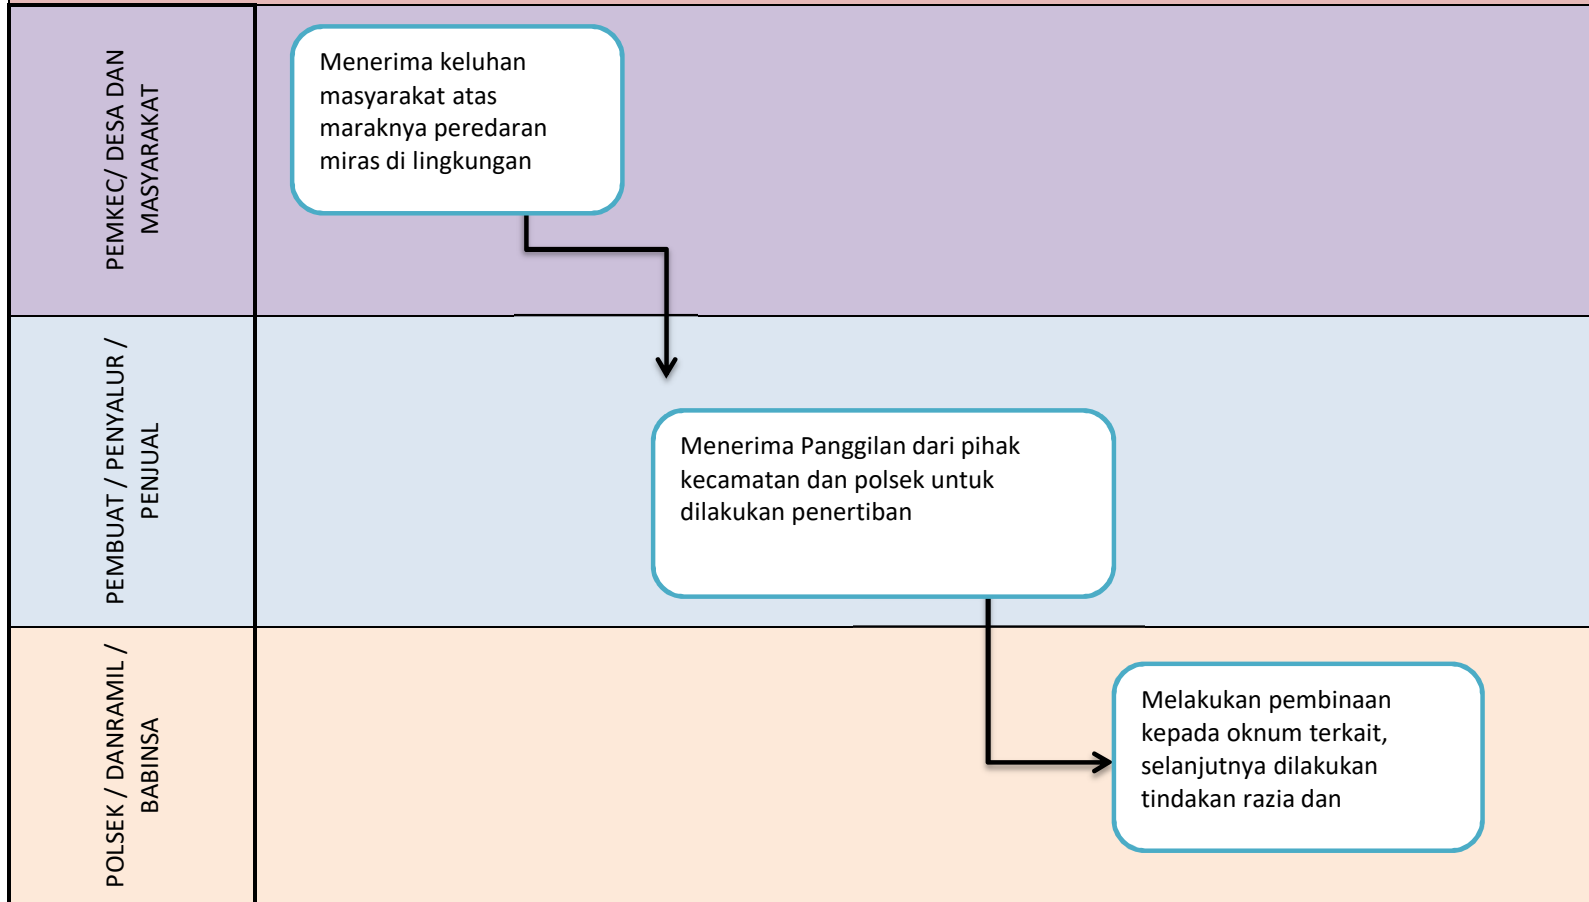 PEMKEC/ DESA DAN
MASYARAKAT
Menerima keluhan
masyarakat atas
maraknya peredaran
miras di lingkungan
PEMBUAT / PENYALUR /
PENJUAL
Menerima Panggilan dari pihak
kecamatan dan polsek untuk
dilakukan penertiban
POLSEK / DANRAMIL /
BABINSA
Melakukan pembinaan
kepada oknum terkait,
selanjutnya dilakukan
tindakan razia dan